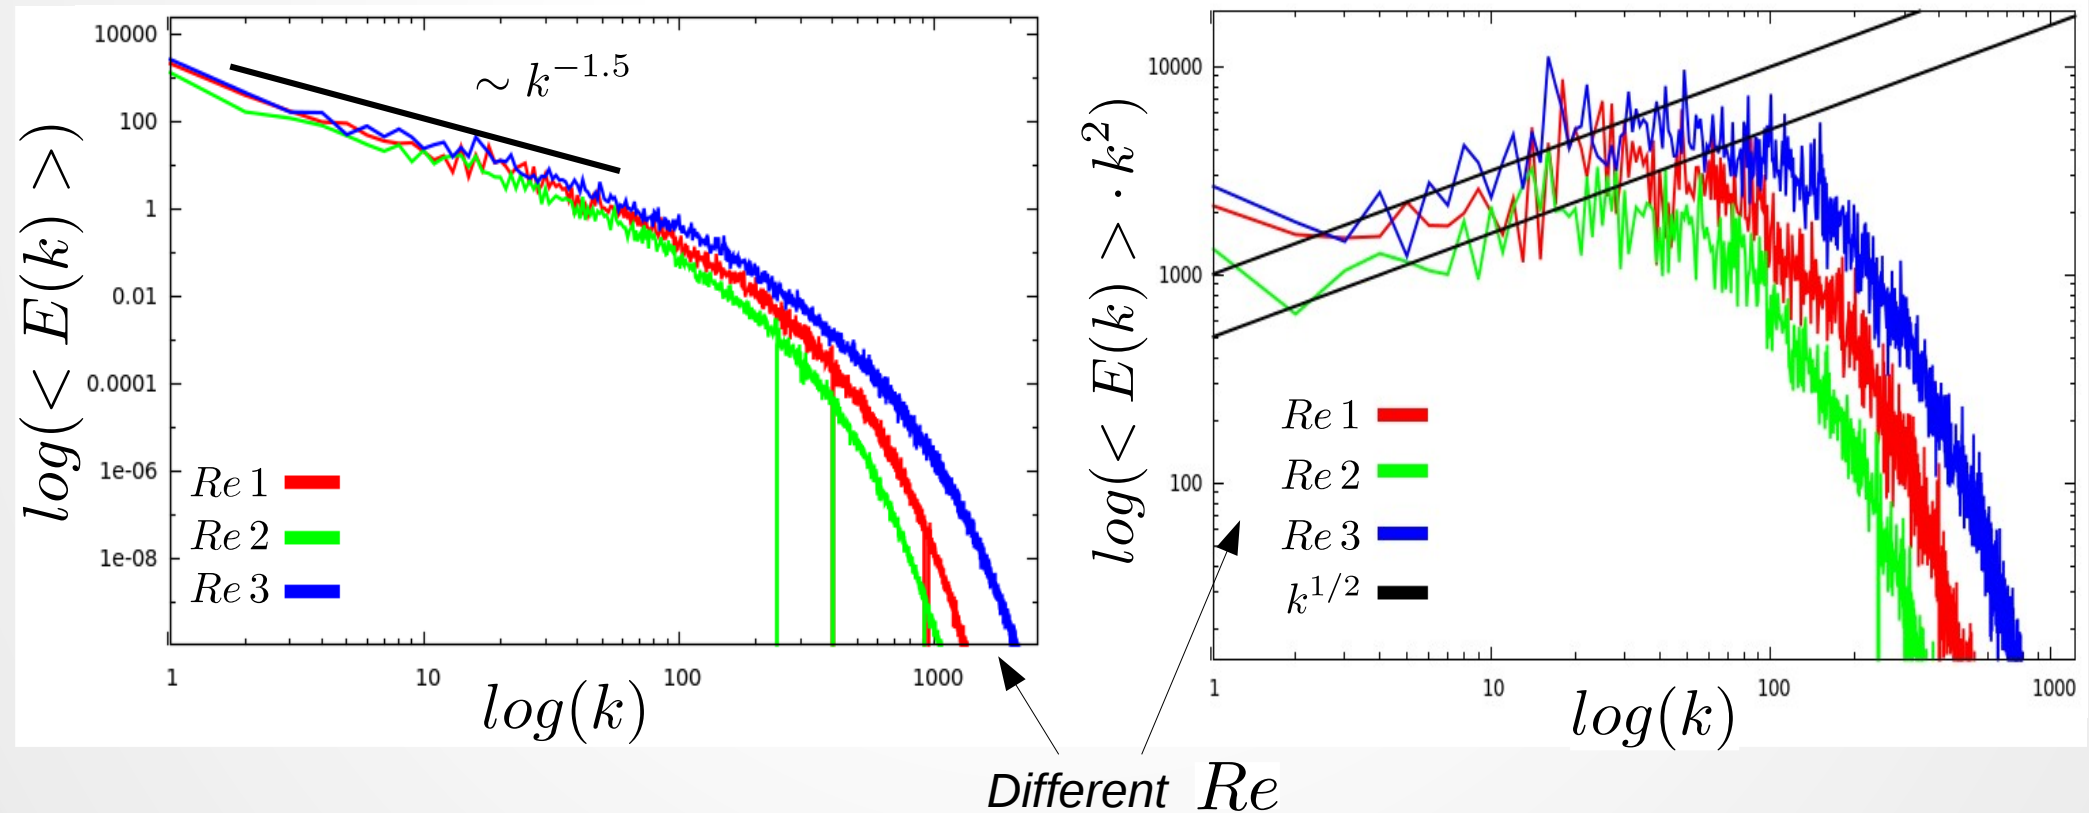 log(< E(k) >)
10000
100
1
0.01
0.0001
1e-06
1e-08
∼ k^{-1.5}
Re 1
Re 2
Re 3
1 10 100 1000
log(k)
log(< E(k) > · k^2)
10000
1000
100
Re 1
Re 2
Re 3
k^{1/2}
1 10 100 1000
log(k)
Different Re